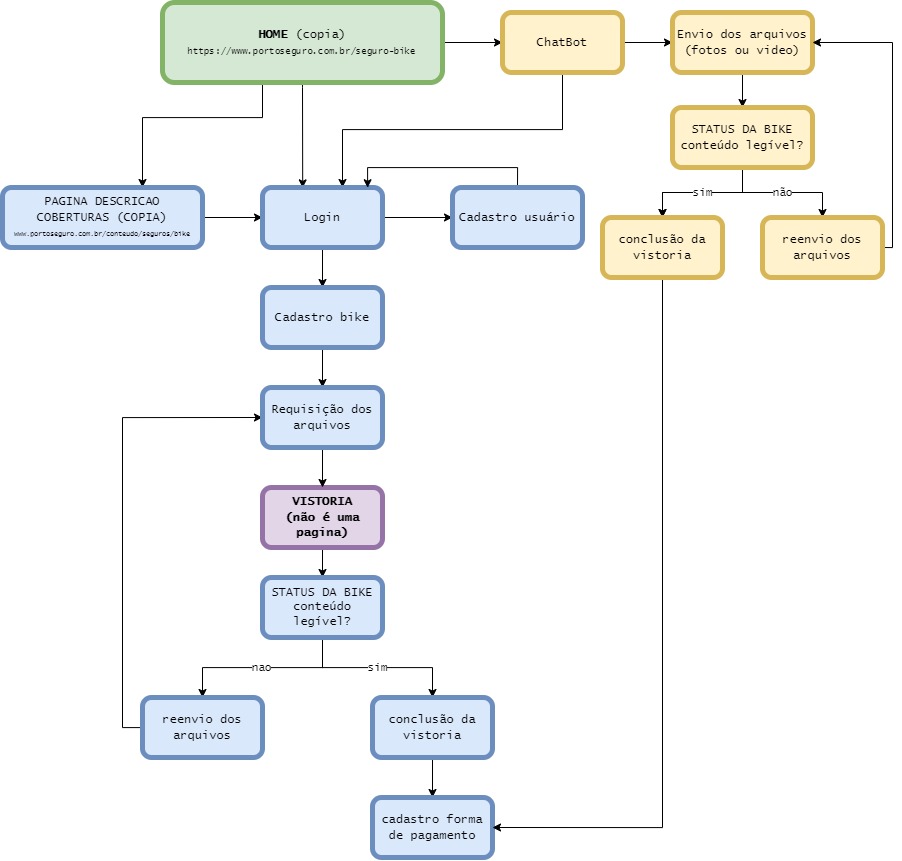 HOME (copia)
https://www.portoseguro.com.br/seguro-bike
ChatBot
Envio dos arquivos
(fotos ou video)
STATUS DA BIKE
conteúdo legível?
sim
não
PAGINA DESCRICAO
COBERTURAS (COPIA)
www.portoseguro.com.br/conteudo/seguros/bike
Login
Cadastro usuário
conclusão da
vistoria
reenvio dos
arquivos
Cadastro bike
Requisição dos
arquivos
VISTORIA
(não é uma
pagina)
STATUS DA BIKE
conteúdo
legível?
nao
sim
reenvio dos
arquivos
conclusão da
vistoria
cadastro forma
de pagamento